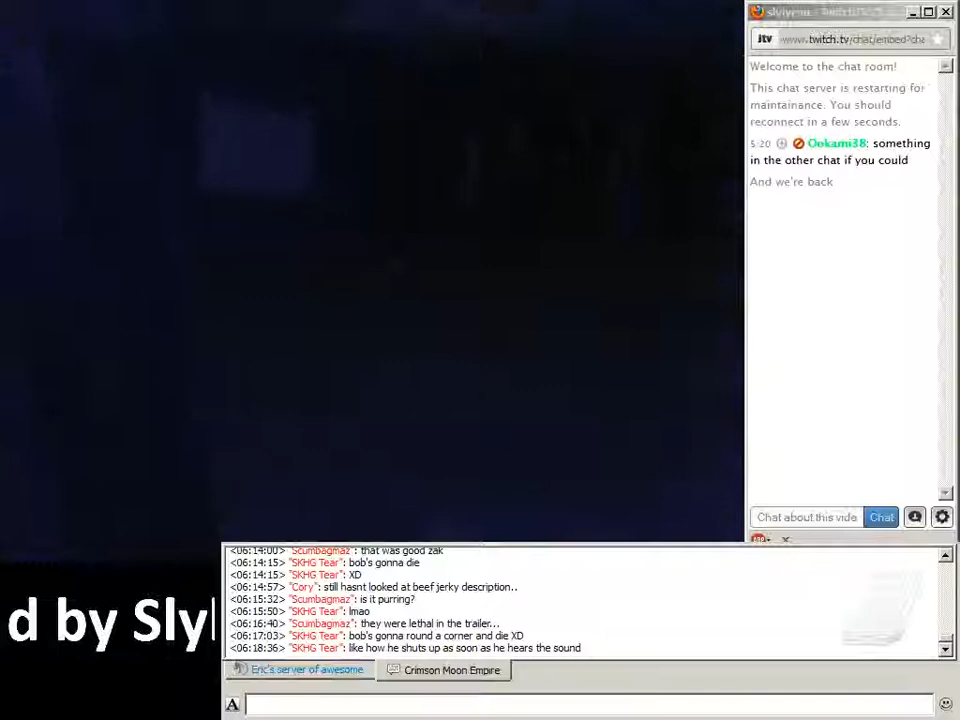 jtv
www.twitch.tv/chat/embed?cha
Welcome to the chat room!
This chat server is restarting for
maintainance. You should
reconnect in a few seconds.
5:20 Ookami38: something
in the other chat if you could
And we're back
Chat about this vide
Chat
<06:14:00> "Scumbagmaz": that was good zak
<06:14:15> "SKHG Tear": bob's gonna die
<06:14:15> "SKHG Tear": XD
<06:14:57> "Cory": still hasnt looked at beef jerky description..
<06:15:32> "Scumbagmaz": is it purring?
<06:15:50> "SKHG Tear": lmao
<06:16:40> "Scumbagmaz": they were lethal in the trailer...
<06:17:03> "SKHG Tear": bob's gonna round a corner and die XD
<06:18:36> "SKHG Tear": like how he shuts up as soon as he hears the sound
d by Sly
Eric's server of awesome
Crimson Moon Empire
A